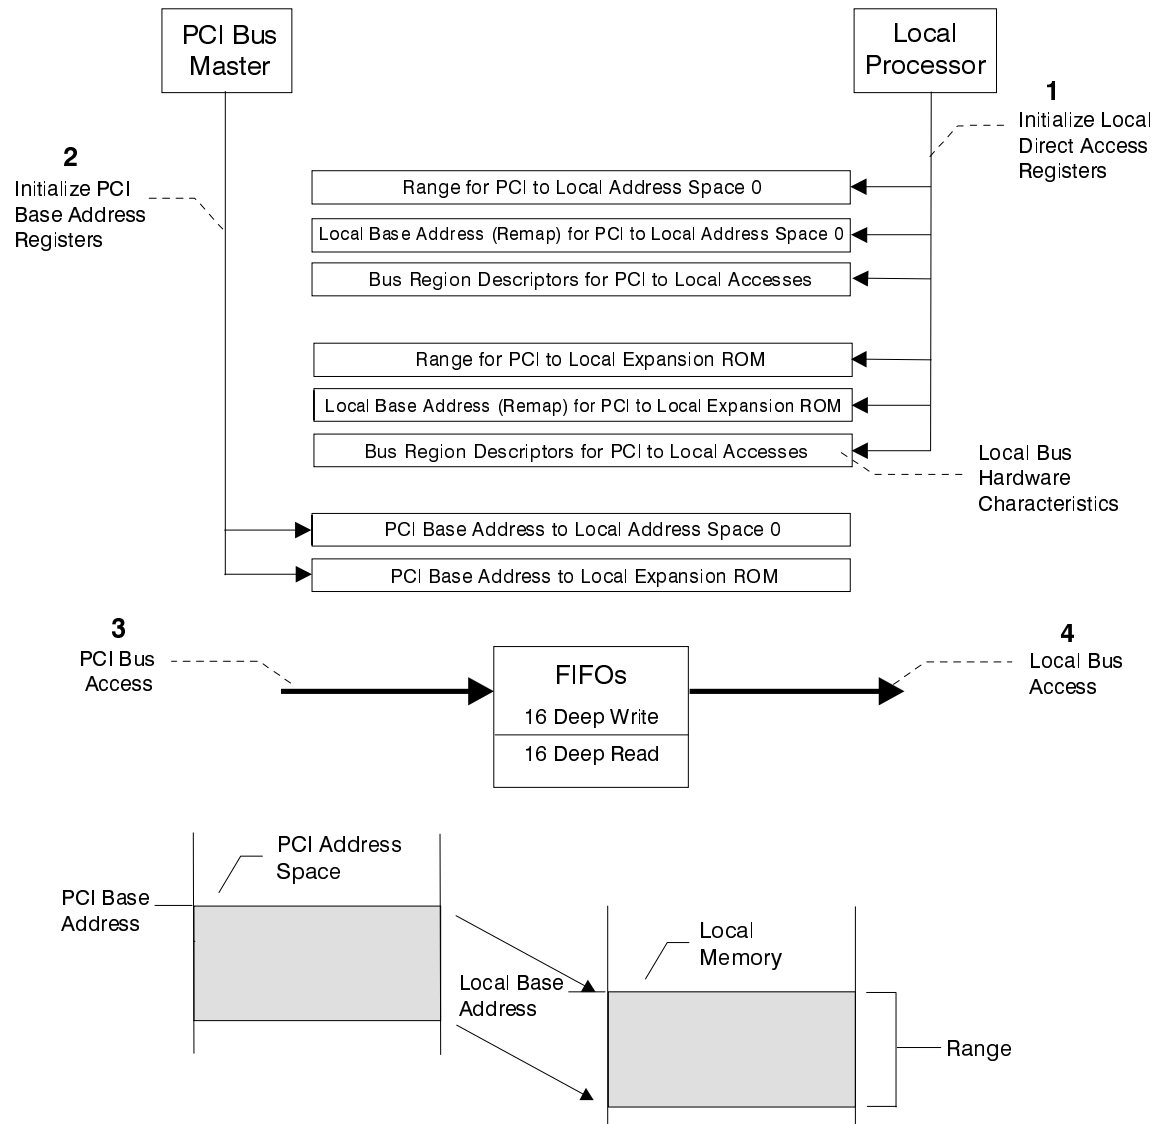 PCI Bus
Master
Local
Processor
1
Initialize Local
Direct Access
Registers
2
Initialize PCI
Base Address
Registers
Range for PCI to Local Address Space 0
Local Base Address (Remap) for PCI to Local Address Space 0
Bus Region Descriptors for PCI to Local Accesses
Range for PCI to Local Expansion ROM
Local Base Address (Remap) for PCI to Local Expansion ROM
Bus Region Descriptors for PCI to Local Accesses
Local Bus
Hardware
Characteristics
PCI Base Address to Local Address Space 0
PCI Base Address to Local Expansion ROM
3
PCI Bus
Access
FIFOs
16 Deep Write
16 Deep Read
4
Local Bus
Access
PCI Address
Space
PCI Base
Address
Local
Memory
Local Base
Address
Range